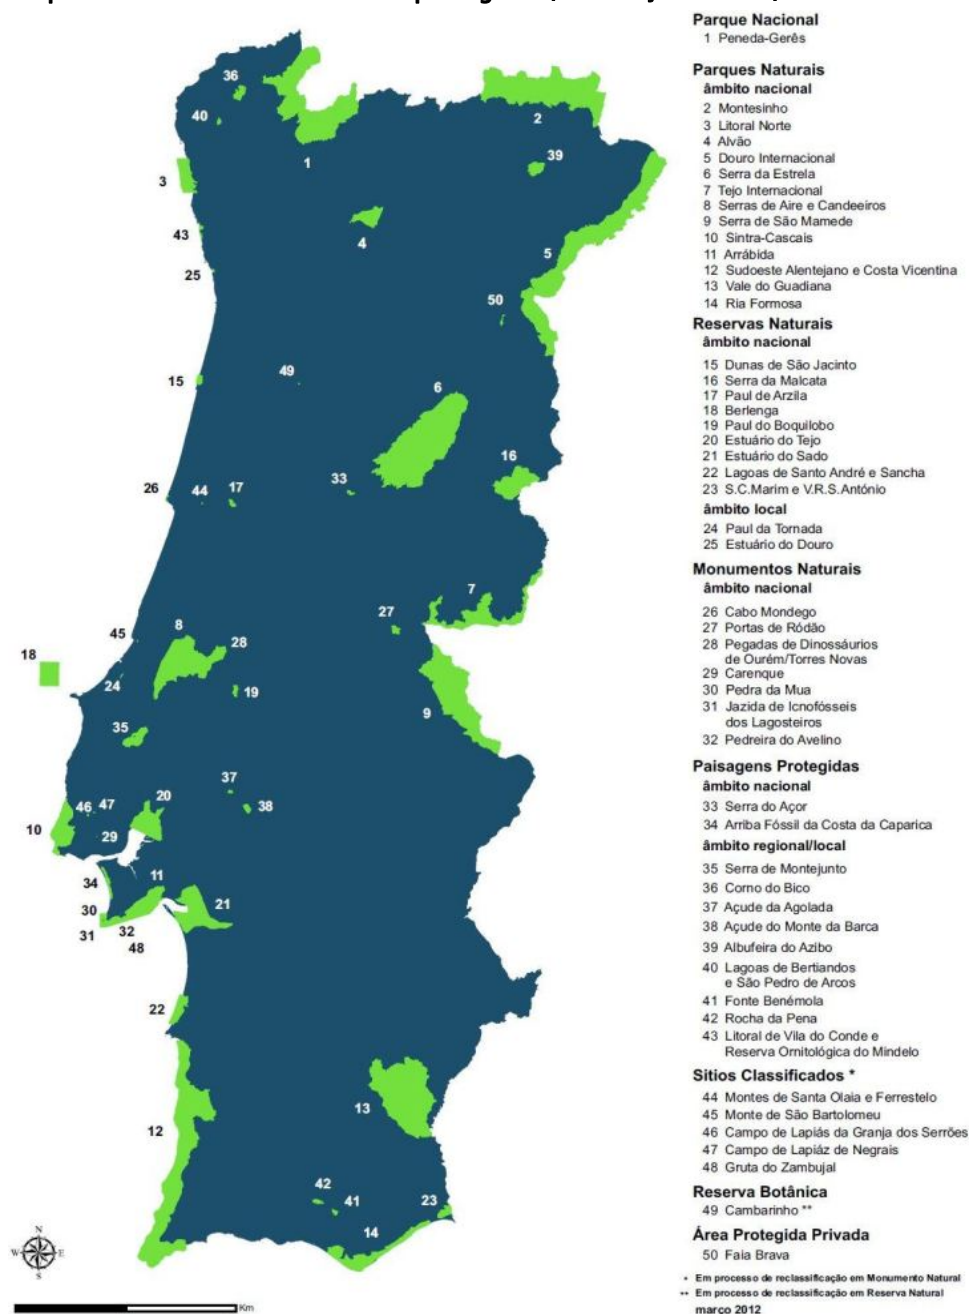 Parque Nacional
1 Peneda-Gerês
Parques Naturais
âmbito nacional
2 Montesinho
3 Litoral Norte
4 Alvão
5 Douro Internacional
6 Serra da Estrela
7 Tejo Internacional
8 Serras de Aire e Candeeiros
9 Serra de São Mamede
10 Sintra-Cascais
11 Arrábida
12 Sudoeste Alentejano e Costa Vicentina
13 Vale do Guadiana
14 Ria Formosa
Reservas Naturais
âmbito nacional
15 Dunas de São Jacinto
16 Serra da Malcata
17 Paul de Arzila
18 Berlenga
19 Paul do Boquilobo
20 Estuário do Tejo
21 Estuário do Sado
22 Lagoas de Santo André e Sancha
23 S.C.Marim e V.R.S.António
âmbito local
24 Paul da Tornada
25 Estuário do Douro
Monumentos Naturais
âmbito nacional
26 Cabo Mondego
27 Portas de Ródão
28 Pegadas de Dinossáurios
de Ourém/Torres Novas
29 Carenque
30 Pedra da Mua
31 Jazida de Icnofósseis
dos Lagosteiros
32 Pedreira do Avelino
Paisagens Protegidas
âmbito nacional
33 Serra do Açor
34 Arriba Fóssil da Costa da Caparica
âmbito regional/local
35 Serra de Montejunto
36 Corno do Bico
37 Açude da Agolada
38 Açude do Monte da Barca
39 Albufeira do Azibo
40 Lagoas de Bertiandos
e São Pedro de Arcos
41 Fonte Benémola
42 Rocha da Pena
43 Litoral de Vila do Conde e
Reserva Ornitológica do Mindelo
Sitios Classificados *
44 Montes de Santa Olaia e Ferrestelo
45 Monte de São Bartolomeu
46 Campo de Lapiás da Granja dos Serrões
47 Campo de Lapiáz de Negrais
48 Gruta do Zambujal
Reserva Botânica
49 Cambarinho **
Área Protegida Privada
50 Faia Brava
* Em processo de reclassificação em Monumento Natural
** Em processo de reclassificação em Reserva Natural
março 2012
36
40
1
2
39
3
43
4
5
25
50
15
49
6
16
26
44
17
33
7
27
45
8
28
18
24
19
9
35
37
38
46
47
20
10
29
34
11
30
21
31
32
48
22
13
12
42
41
23
14
N
W
E
S
Km